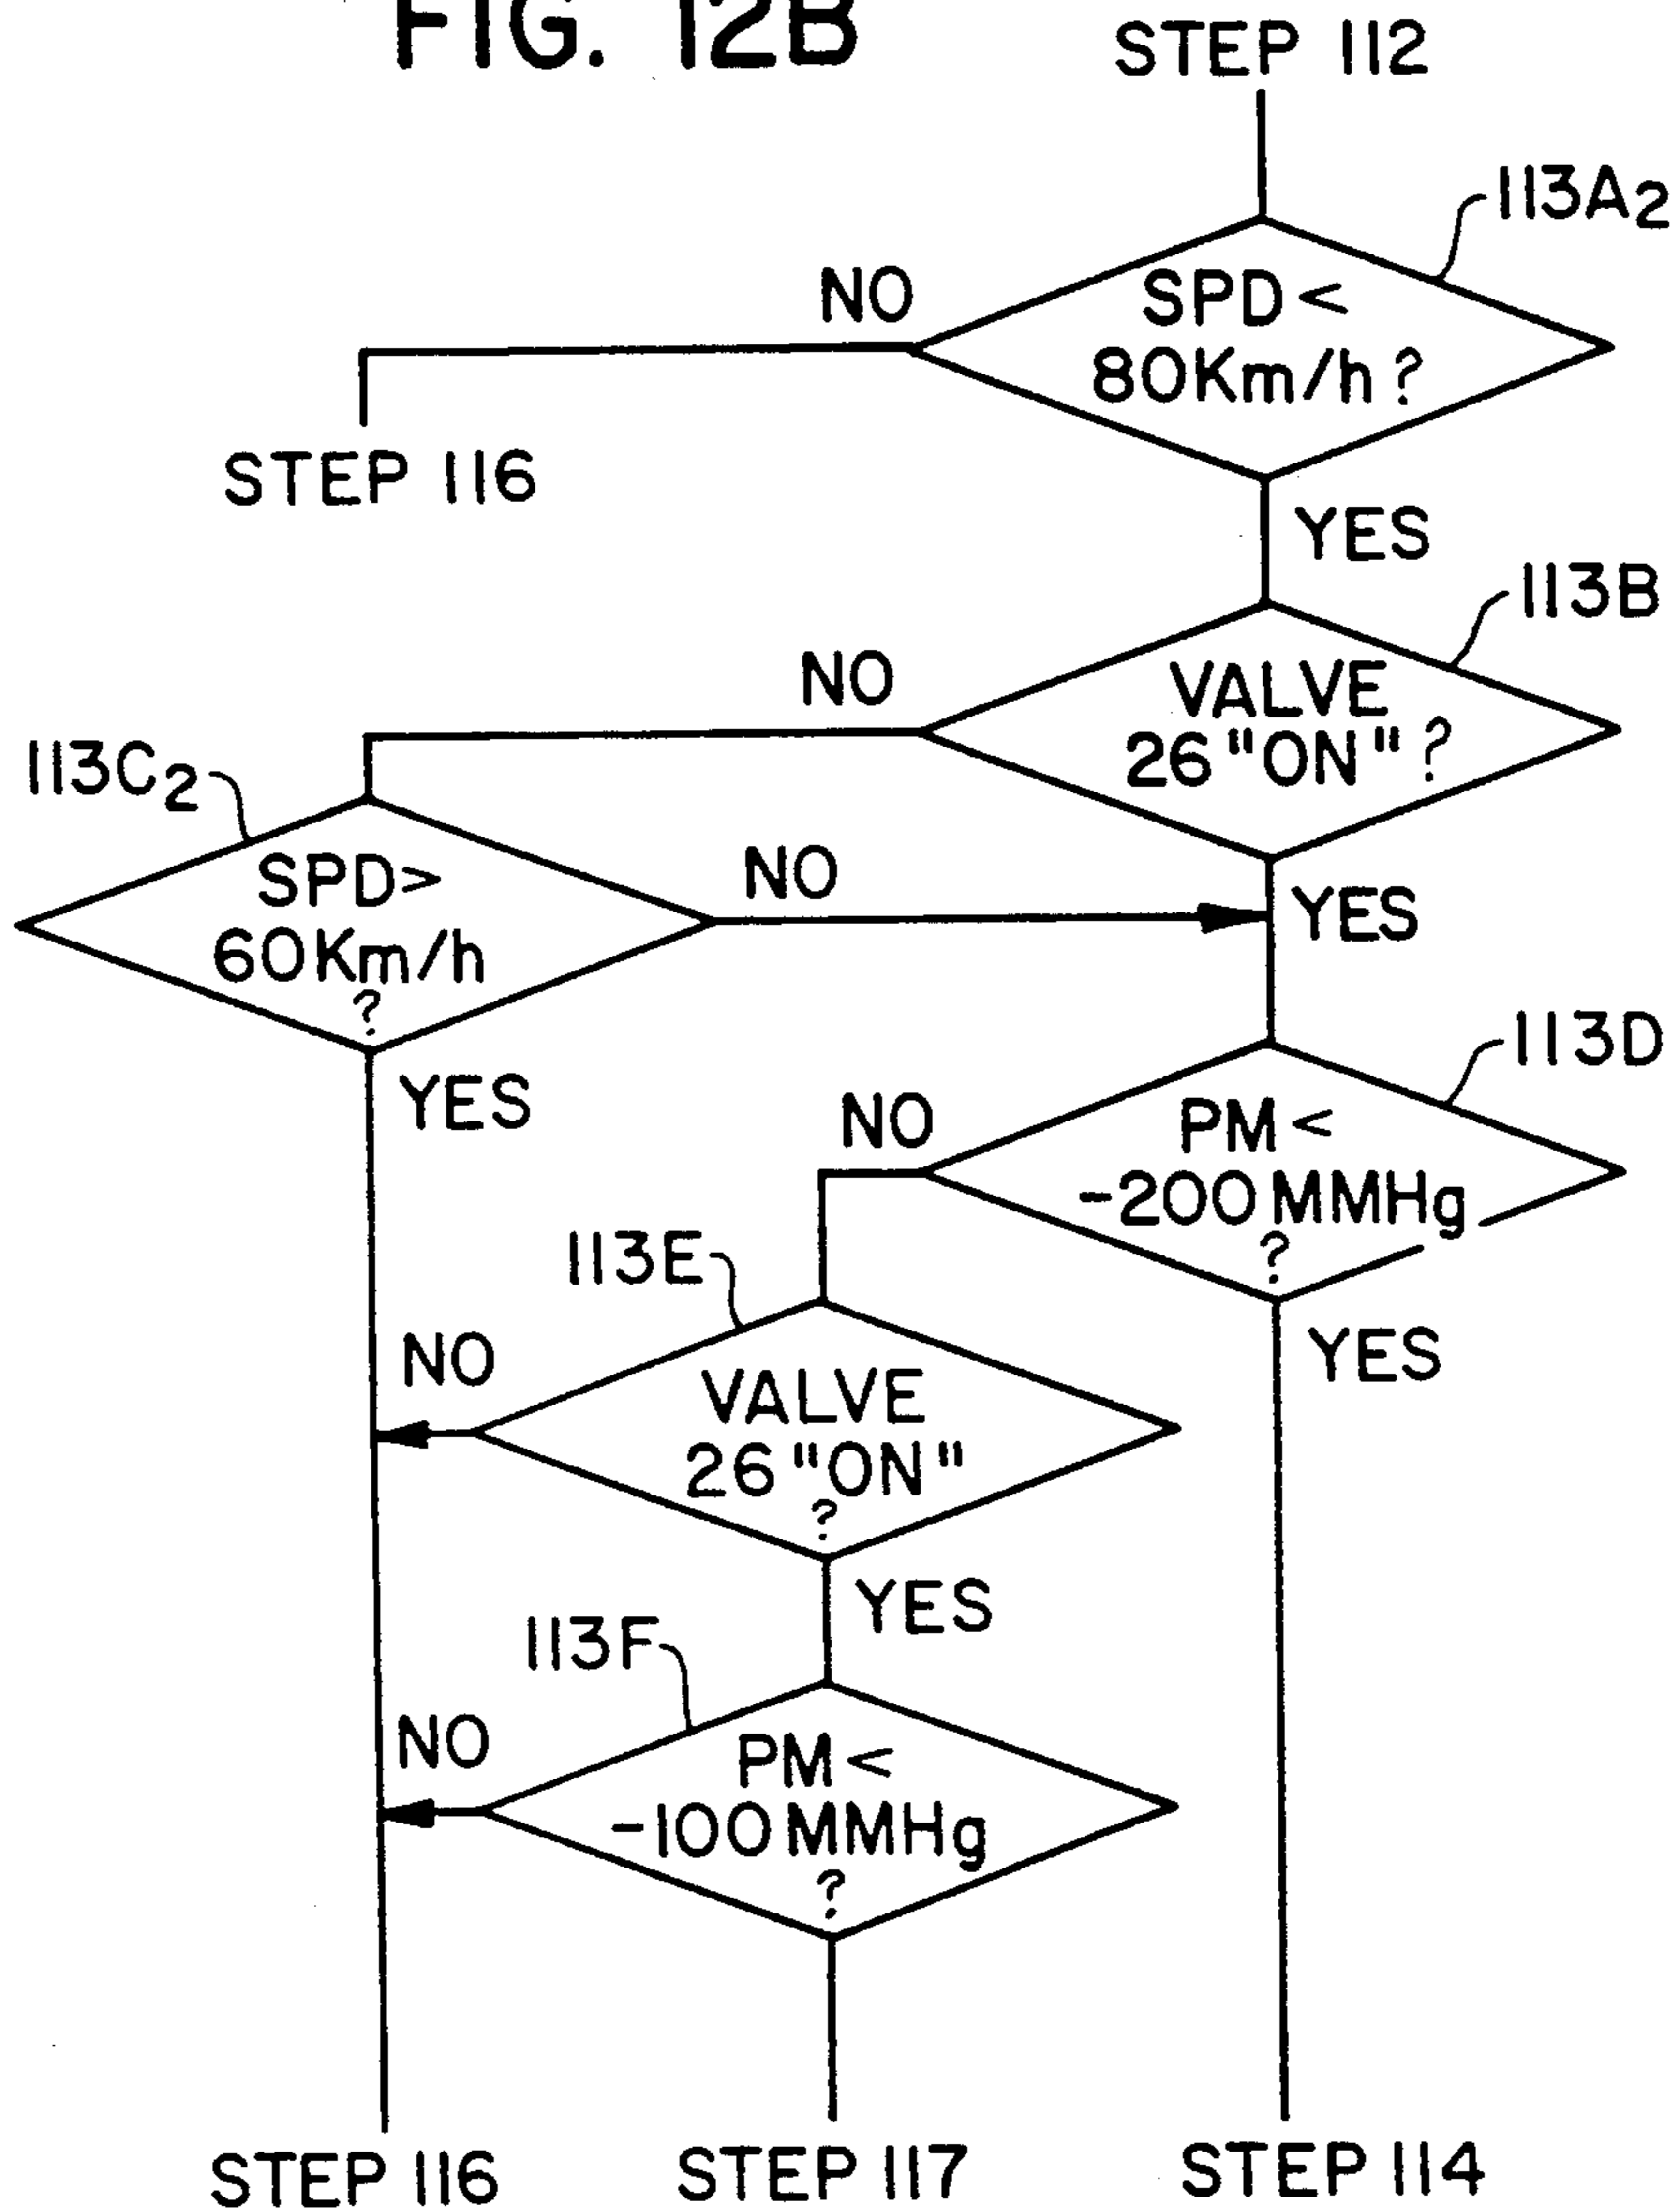 FIG. 12B
STEP 112
113A2
NO
SPD <
80Km/h ?
STEP 116
YES
113B
NO
VALVE
26 "ON" ?
113C2
SPD>
60Km/h
?
NO
YES
YES
113D
NO
PM <
-200 MMHg
?
113E
YES
NO
VALVE
26 "ON"
?
YES
113F
NO
PM <
-100 MMHg
?
STEP 116
STEP 117
STEP 114